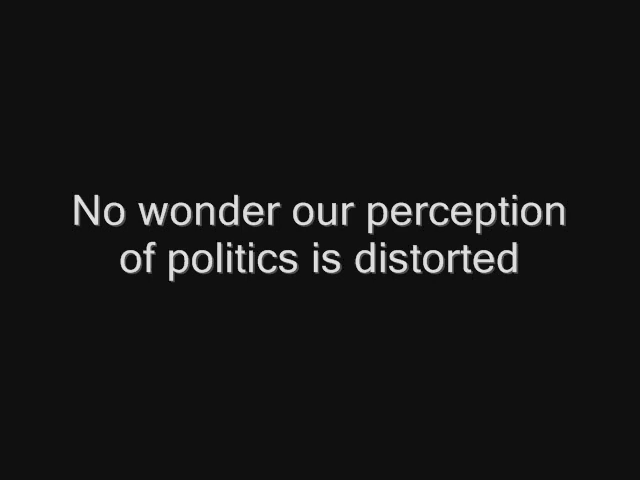 No wonder our perception
of politics is distorted